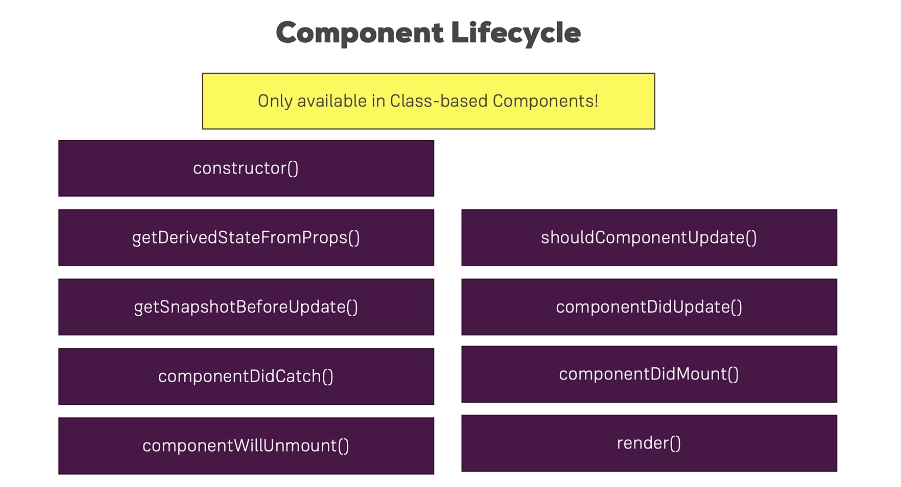 Component Lifecycle
Only available in Class-based Components!
constructor()
getDerivedStateFromProps()
shouldComponentUpdate()
getSnapshotBeforeUpdate()
componentDidUpdate()
componentDidCatch()
componentDidMount()
componentWillUnmount()
render()